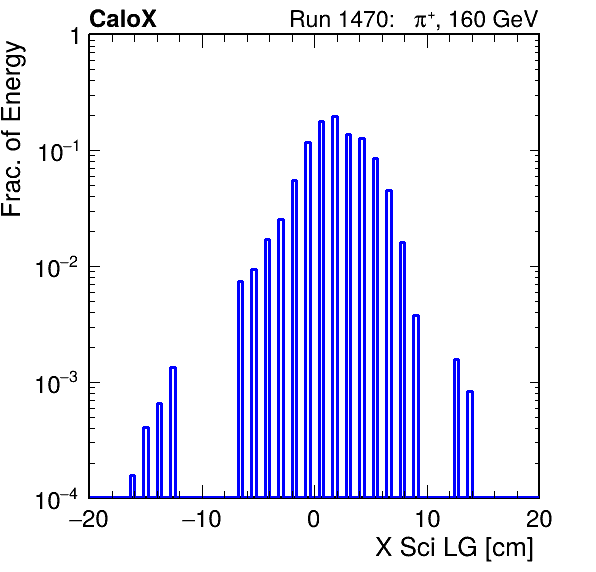 CaloX Run 1470: π⁺, 160 GeV
Frac. of Energy
1
10⁻¹
10⁻²
10⁻³
10⁻⁴
−20 −10 0 10 20
X Sci LG [cm]